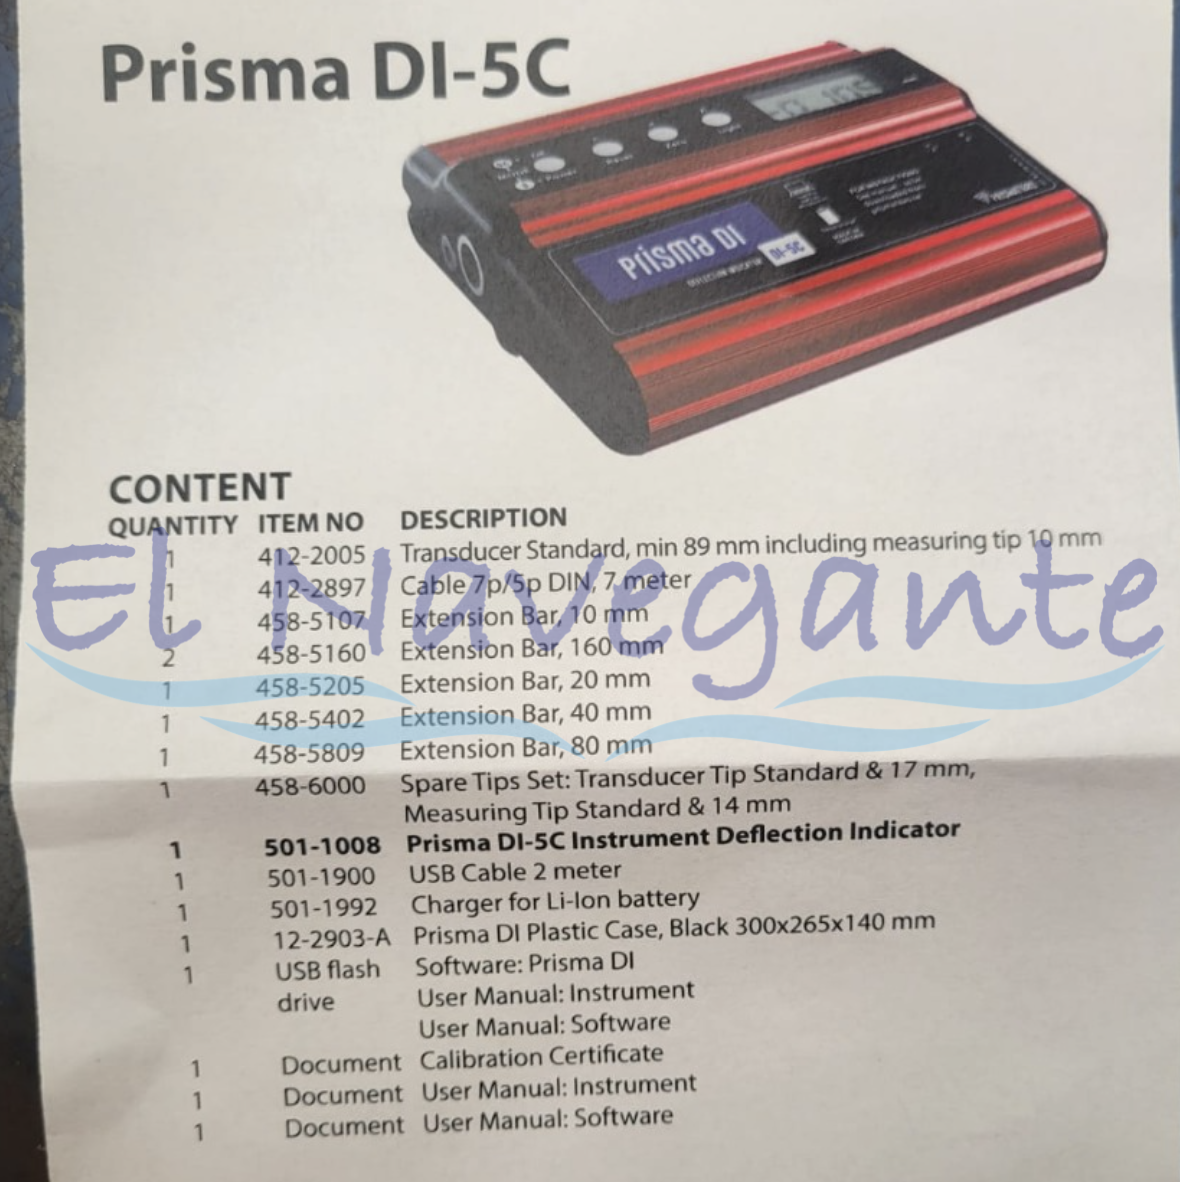 Prisma DI-5C
Prisma DI
DI-5C
CONTENT
QUANTITY ITEM NO DESCRIPTION
1 412-2005 Transducer Standard, min 89 mm including measuring tip 10 mm
1 412-2897 Cable 7p/5p DIN, 7 meter
1 458-5107 Extension Bar, 10 mm
2 458-5160 Extension Bar, 160 mm
1 458-5205 Extension Bar, 20 mm
1 458-5402 Extension Bar, 40 mm
1 458-5809 Extension Bar, 80 mm
1 458-6000 Spare Tips Set: Transducer Tip Standard & 17 mm,
Measuring Tip Standard & 14 mm
1 501-1008 Prisma DI-5C Instrument Deflection Indicator
1 501-1900 USB Cable 2 meter
1 501-1992 Charger for Li-Ion battery
1 12-2903-A Prisma DI Plastic Case, Black 300x265x140 mm
1 USB flash Software: Prisma DI
drive User Manual: Instrument
User Manual: Software
1 Document Calibration Certificate
1 Document User Manual: Instrument
1 Document User Manual: Software
El Navegante